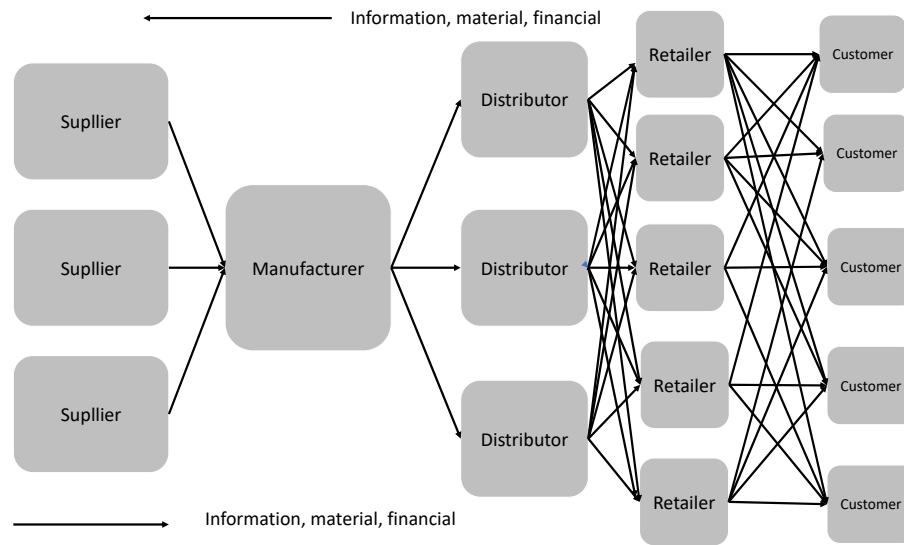 Information, material, financial
Supllier
Supllier
Supllier
Manufacturer
Distributor
Distributor
Distributor
Retailer
Retailer
Retailer
Retailer
Retailer
Customer
Customer
Customer
Customer
Customer
Information, material, financial